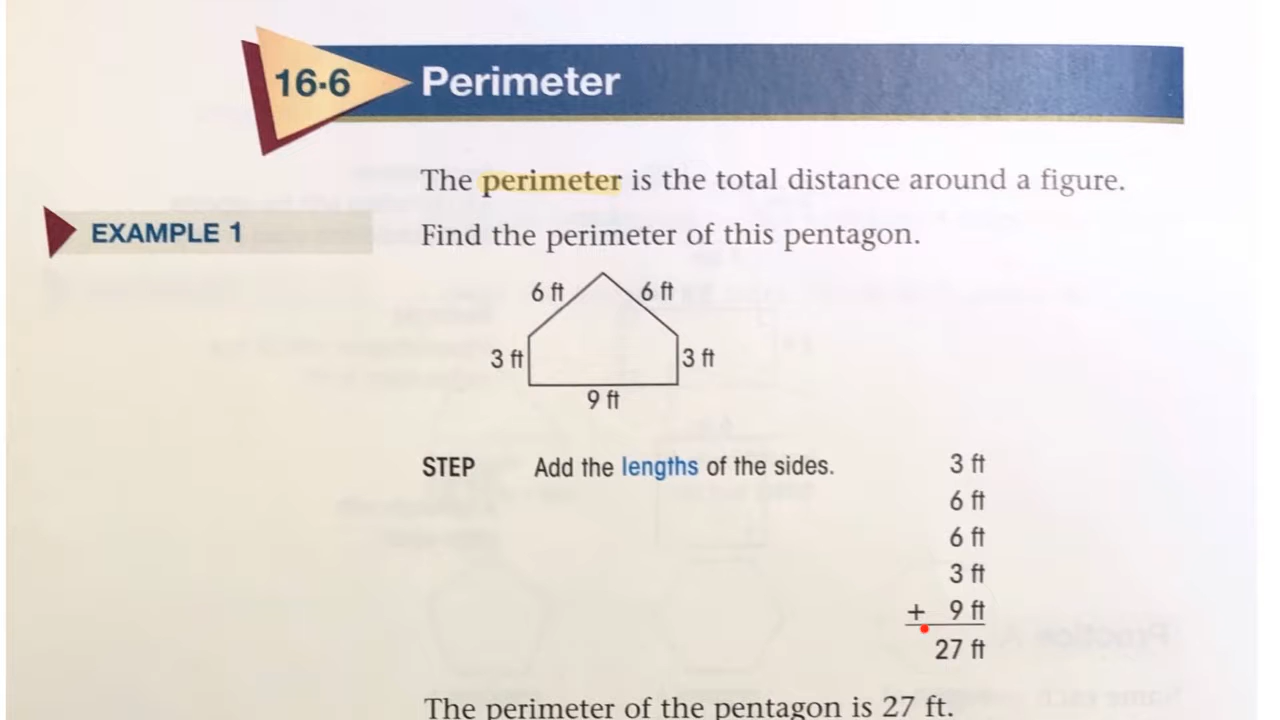 16·6 Perimeter
The perimeter is the total distance around a figure.
EXAMPLE 1 Find the perimeter of this pentagon.
6 ft 6 ft
3 ft 3 ft
9 ft
STEP Add the lengths of the sides. 3 ft
6 ft
6 ft
3 ft
+ 9 ft
27 ft
The perimeter of the pentagon is 27 ft.